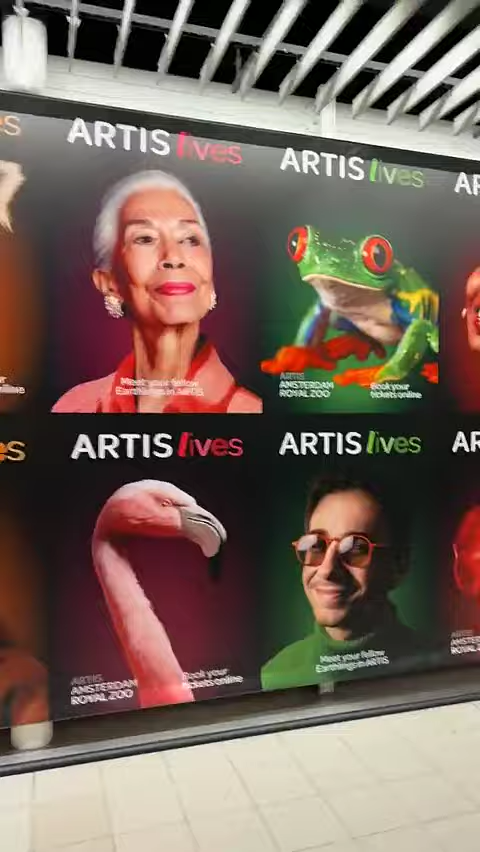 ARTIS lives
Meet your fellow
Earthlings in ARTIS
ARTIS lives
ARTIS
AMSTERDAM
ROYAL ZOO
Book your
tickets online
ARTIS lives
ARTIS
AMSTERDAM
ROYAL ZOO
Book your
tickets online
ARTIS lives
Meet your fellow
Earthlings in ARTIS